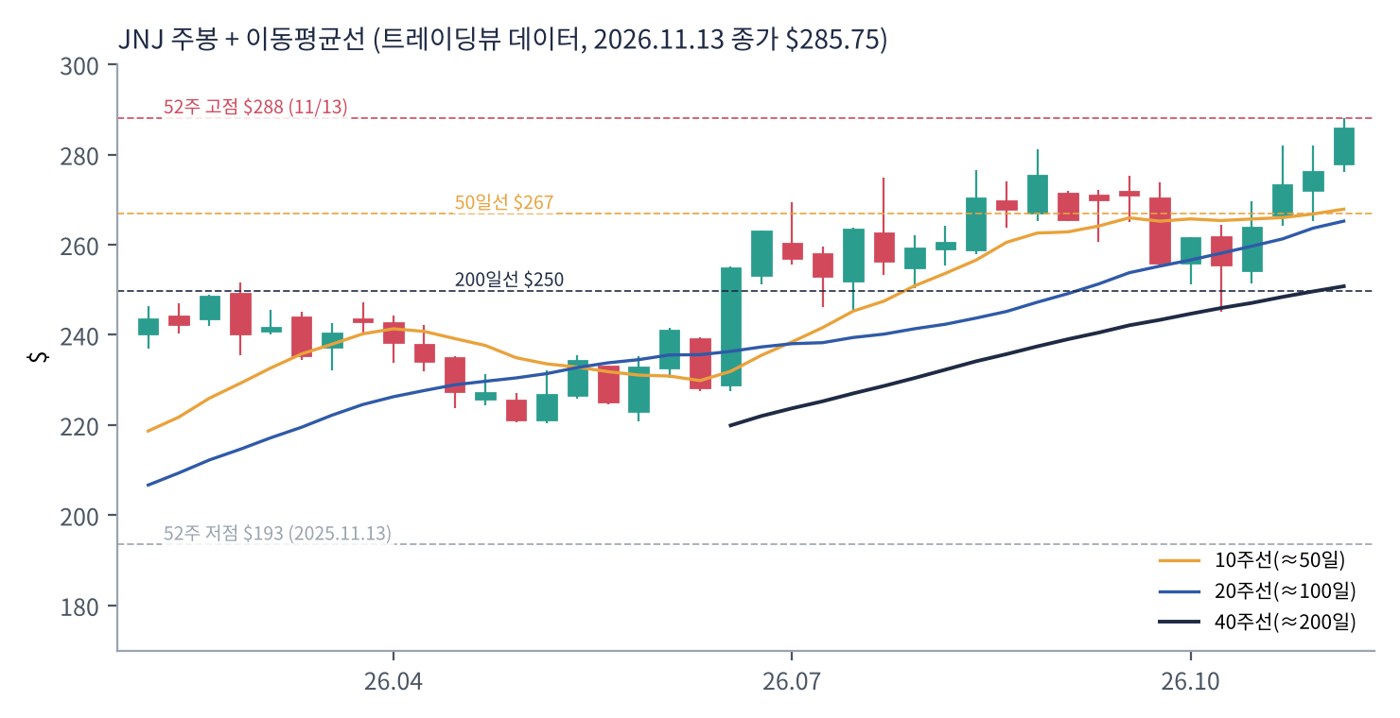 JNJ 주봉 + 이동평균선 (트레이딩뷰 데이터, 2026.11.13 종가 $285.75)
300
52주 고점 $288 (11/13)
280
50일선 $267
260
200일선 $250
240
$
220
200
52주 저점 $193 (2025.11.13)
180
10주선(≈50일)
20주선(≈100일)
40주선(≈200일)
26.04
26.07
26.10